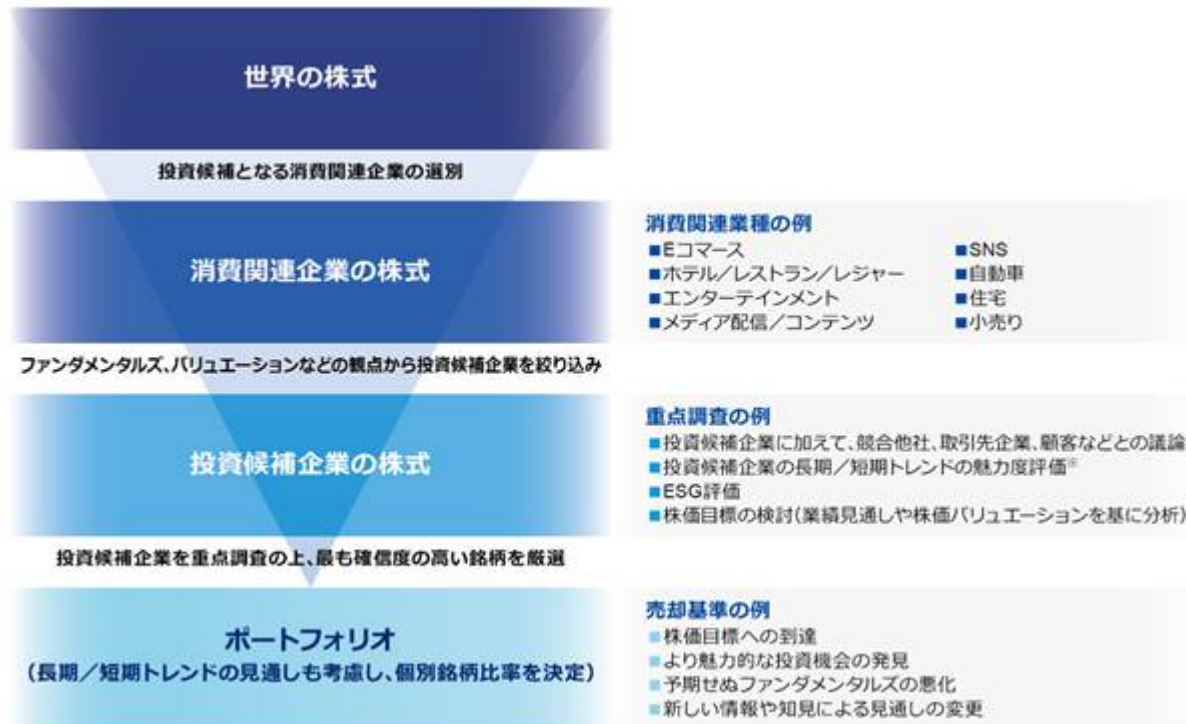 世界の株式
投資候補となる消費関連企業の選別
消費関連企業の株式
消費関連業種の例
■Eコマース
■ホテル／レストラン／レジャー
■エンターテインメント
■メディア配信／コンテンツ
■SNS
■自動車
■住宅
■小売り
ファンダメンタルズ、バリュエーションなどの観点から投資候補企業を絞り込み
投資候補企業の株式
重点調査の例
■投資候補企業に加えて、競合他社、取引先企業、顧客などとの議論
■投資候補企業の長期／短期トレンドの魅力度評価※
■ESG評価
■株価目標の検討(業績見通しや株価バリュエーションを基に分析)
投資候補企業を重点調査の上、最も確信度の高い銘柄を厳選
ポートフォリオ
(長期／短期トレンドの見通しも考慮し、個別銘柄比率を決定)
売却基準の例
■株価目標への到達
■より魅力的な投資機会の発見
■予期せぬファンダメンタルズの悪化
■新しい情報や知見による見通しの変更